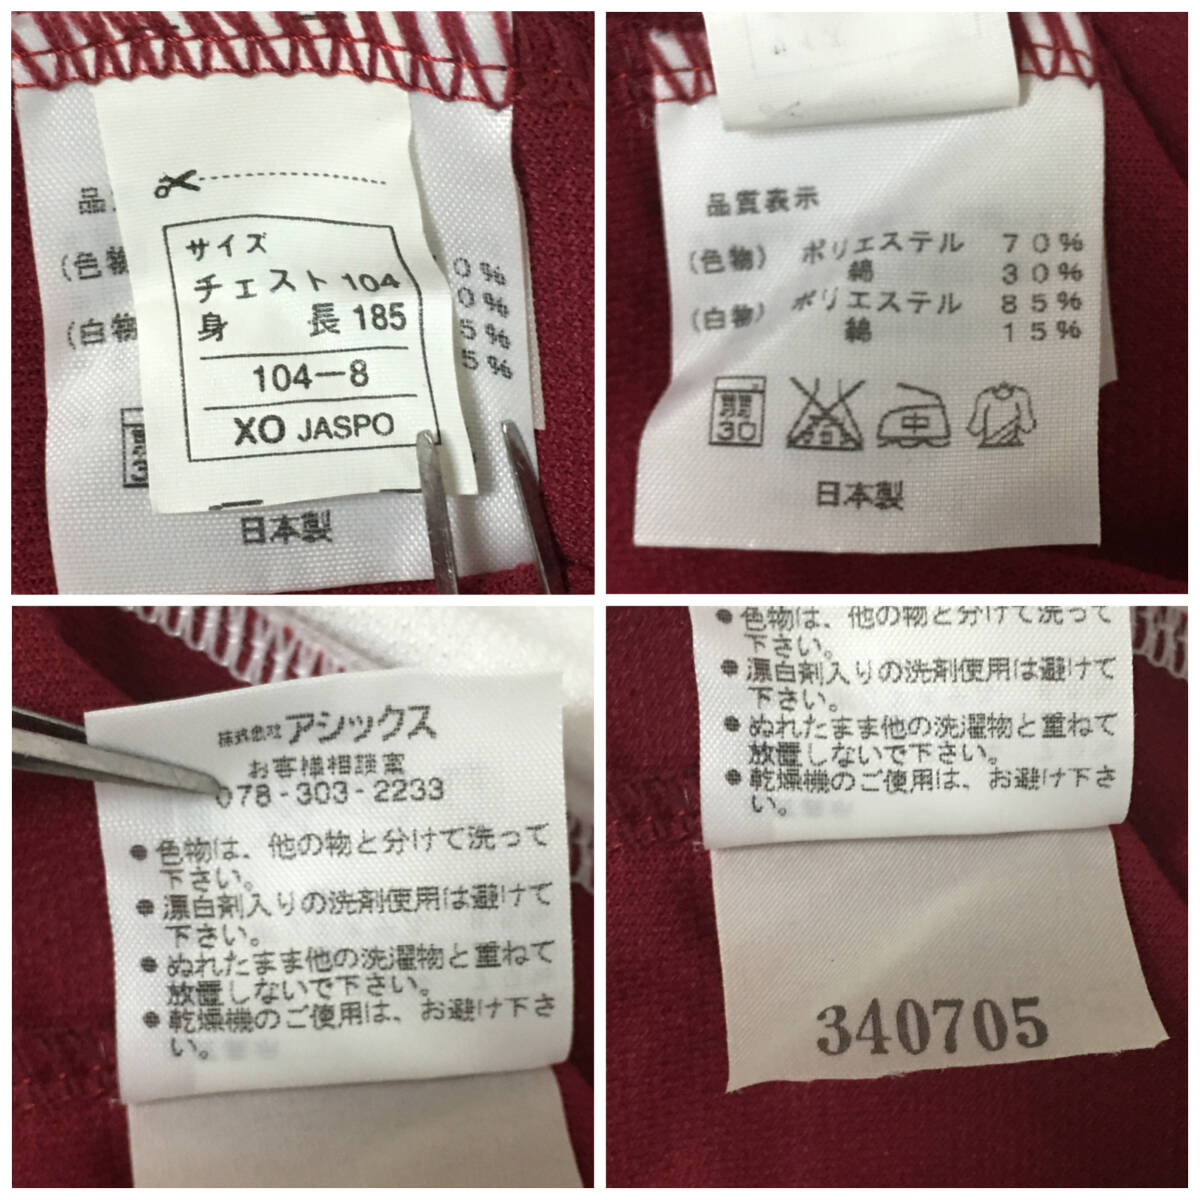 サイズ
チェスト 104
身 長 185
104-8
XO JASPO
品
(色物
(白物
0%
0%
5%
5%
日本製
品質表示
(色物) ポリエステル 70%
綿 30%
(白物) ポリエステル 85%
綿 15%
30
中
日本製
株式会社アシックス
お客様相談室
078-303-2233
●色物は、他の物と分けて洗って
下さい。
●漂白剤入りの洗剤使用は避けて
下さい。
●ぬれたまま他の洗濯物と重ねて
放置しないで下さい。
●乾燥機のご使用は、お避け下さ
い。
●色物は、他の物と分けて洗って
下さい。
●漂白剤入りの洗剤使用は避けて
下さい。
●ぬれたまま他の洗濯物と重ねて
放置しないで下さい。
●乾燥機のご使用は、お避け下さ
い。
340705